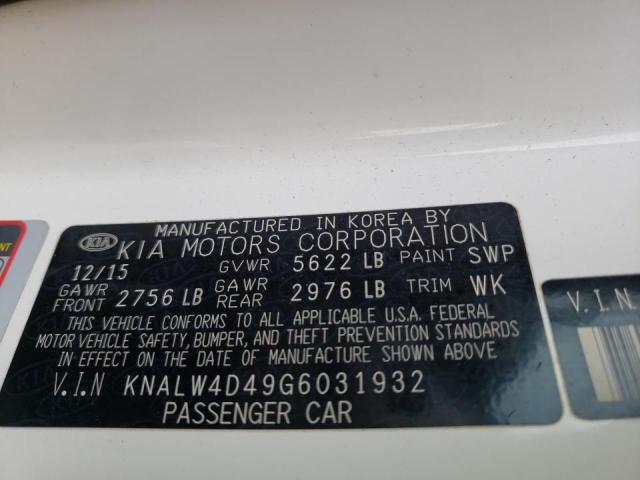 MANUFACTURED IN KOREA BY
KIA KIA MOTORS CORPORATION
12/15 GVWR 5622 LB PAINT SWP
GAWR FRONT 2756 LB GAWR REAR 2976 LB TRIM WK
THIS VEHICLE CONFORMS TO ALL APPLICABLE U.S.A. FEDERAL
MOTOR VEHICLE SAFETY, BUMPER, AND THEFT PREVENTION STANDARDS
IN EFFECT ON THE DATE OF MANUFACTURE SHOWN ABOVE.
V.I.N KNALW4D49G6031932
PASSENGER CAR
V.I.N